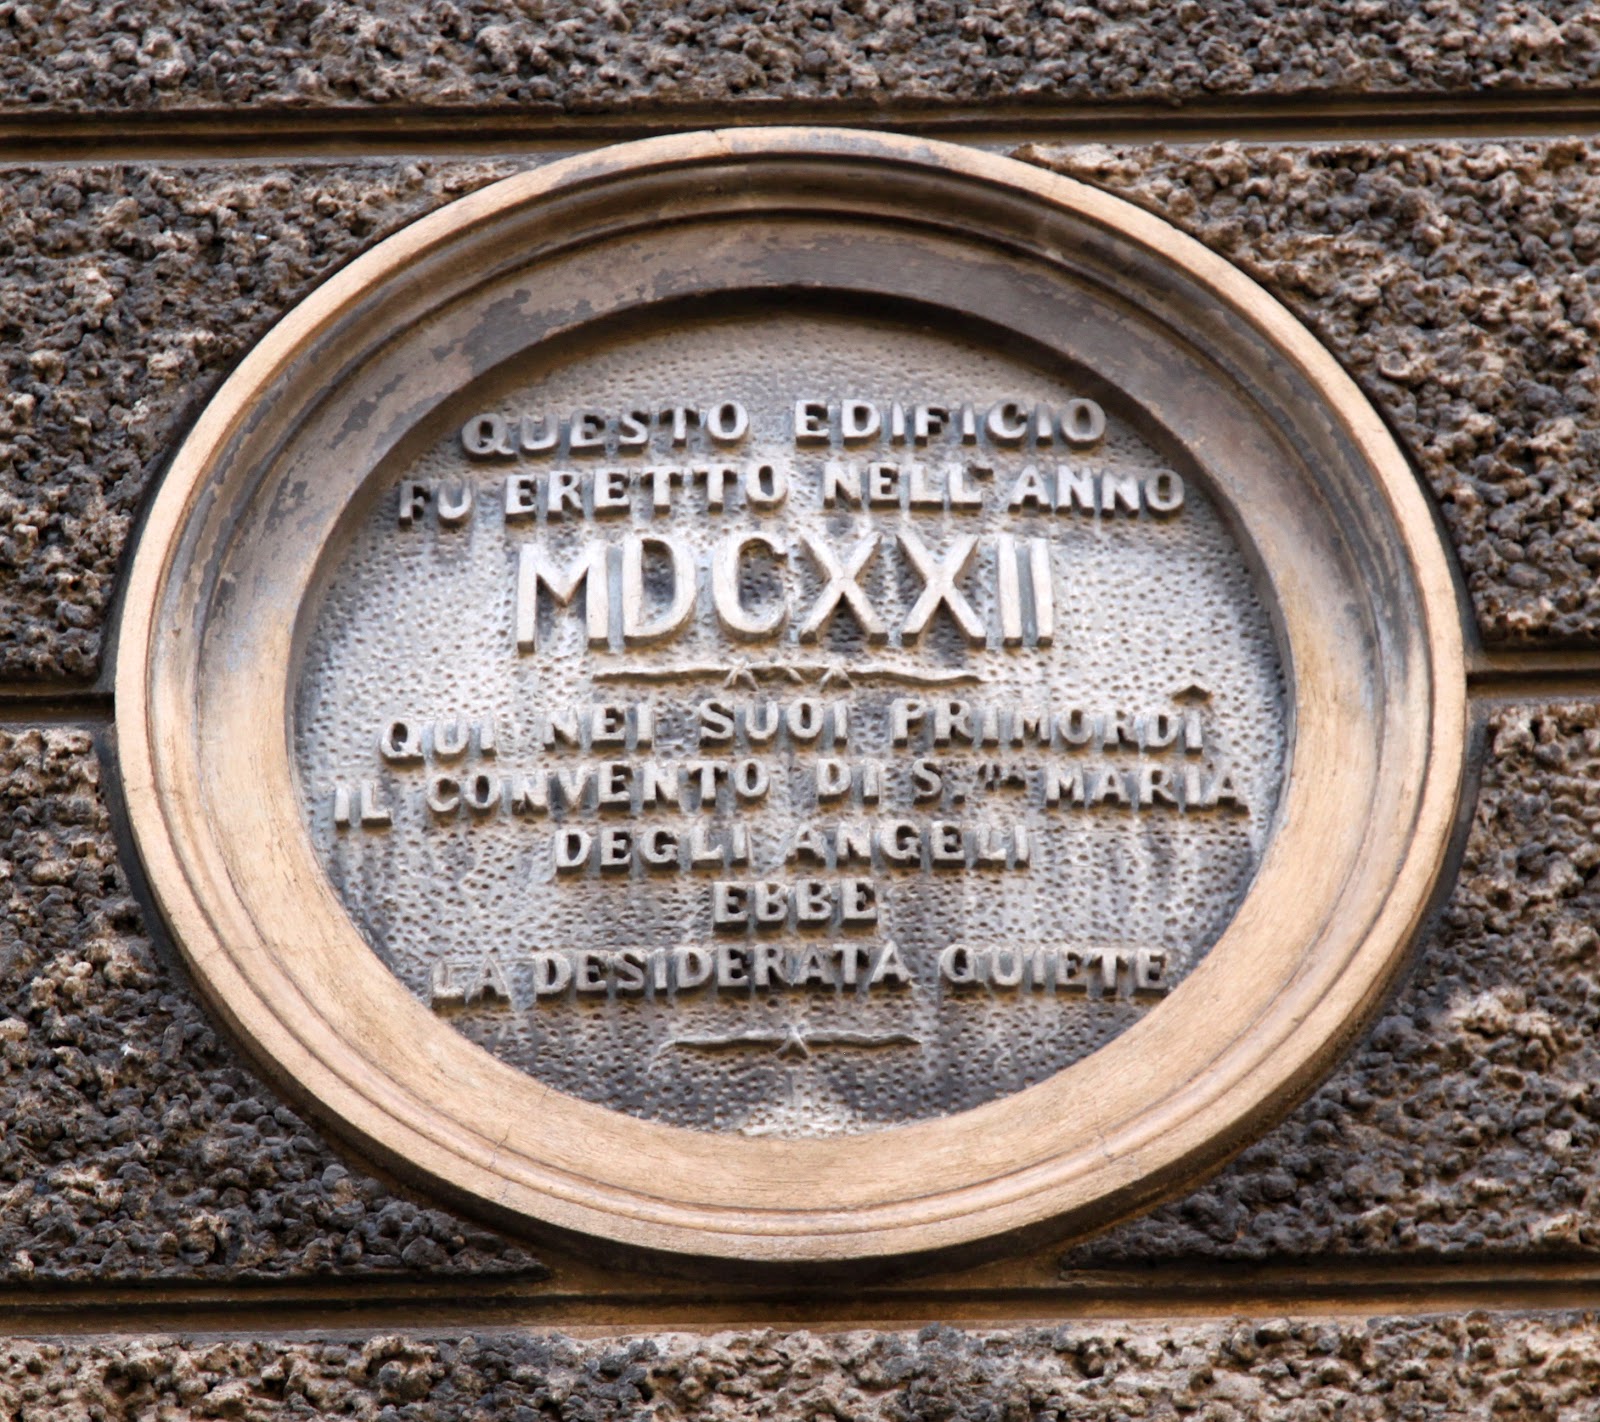 QUESTO EDIFICIO
FU ERETTO NELL'ANNO
MDCXXII
QUI NEI SUOI PRIMORDÎ
IL CONVENTO DI S.ta MARIA
DEGLI ANGELI
EBBE
LA DESIDERATA QUIETE